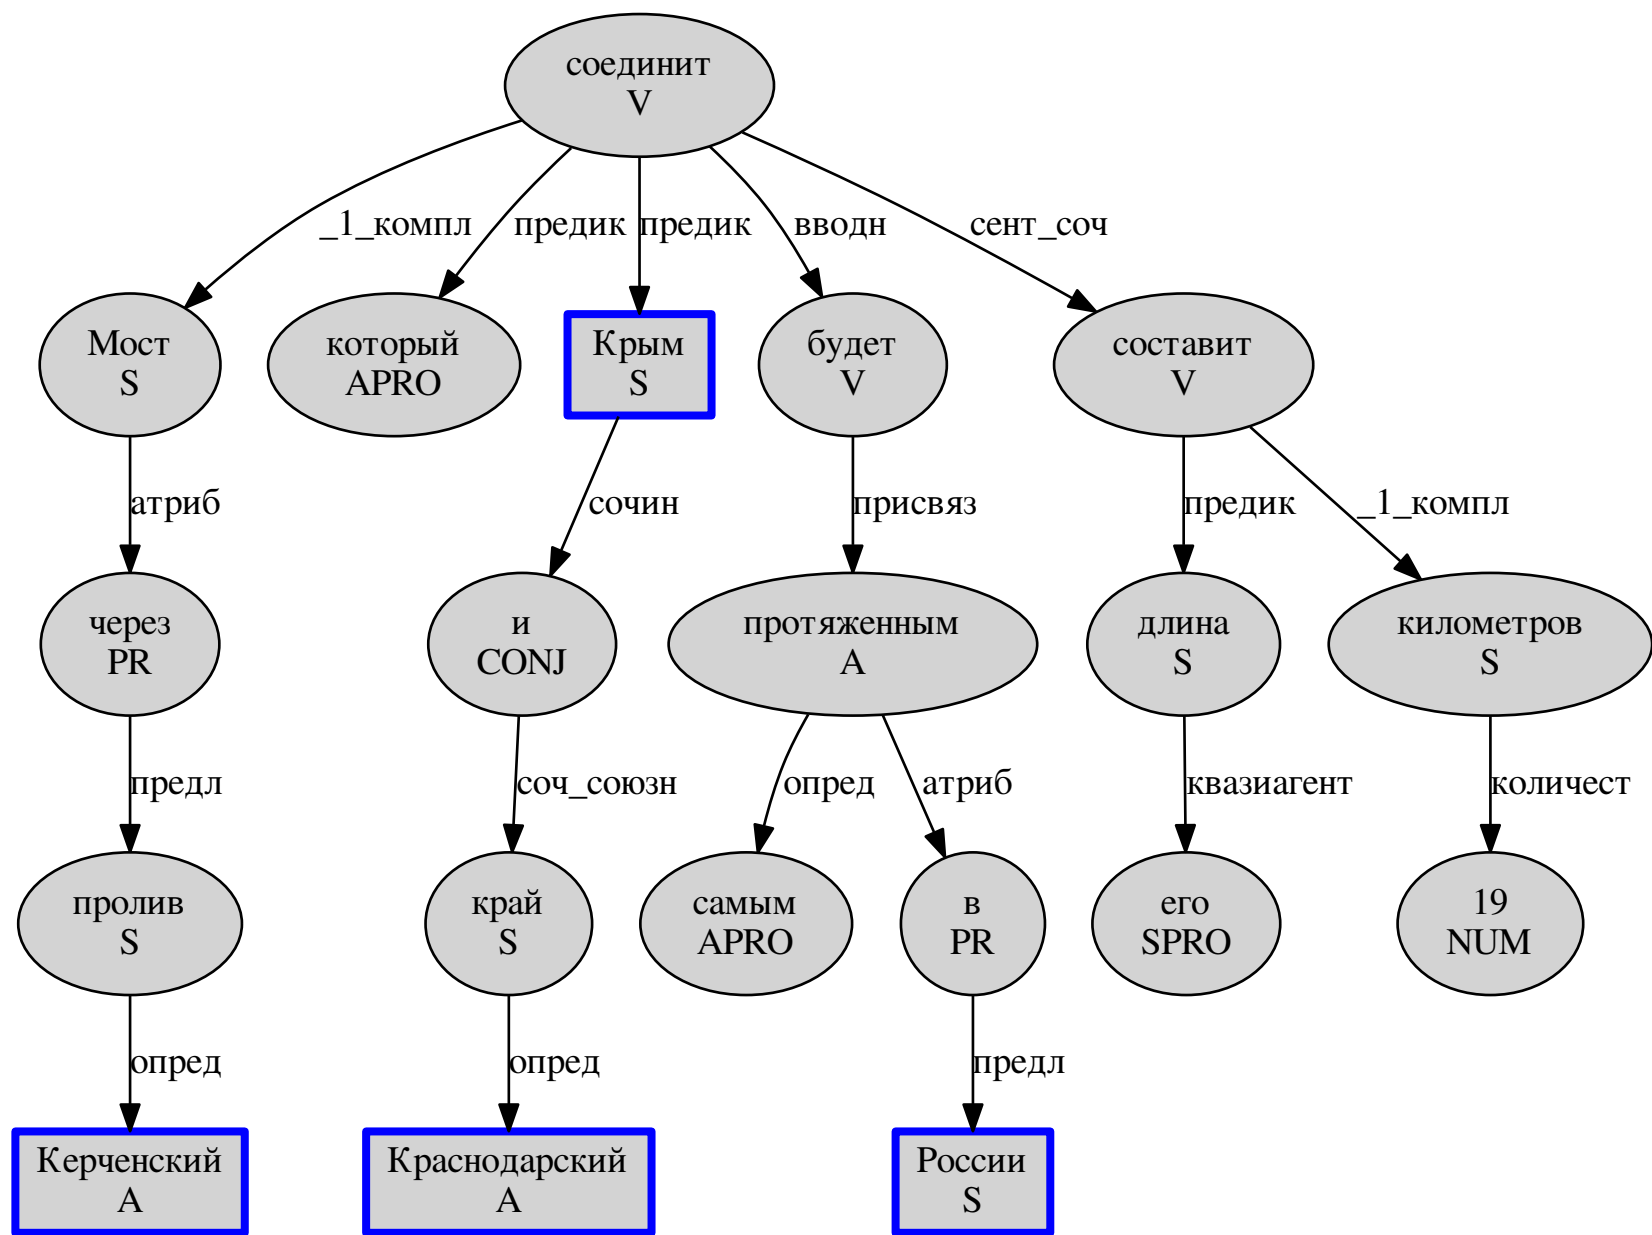 соединит
V
_1_компл
предик
предик
вводн
сент_соч
Мост
S
который
APRO
Крым
S
будет
V
составит
V
атриб
сочин
присвяз
предик
_1_компл
через
PR
и
CONJ
протяженным
A
длина
S
километров
S
предл
соч_союзн
опред
атриб
квазиагент
количест
пролив
S
край
S
самым
APRO
в
PR
его
SPRO
19
NUM
опред
опред
предл
Керченский
A
Краснодарский
A
России
S